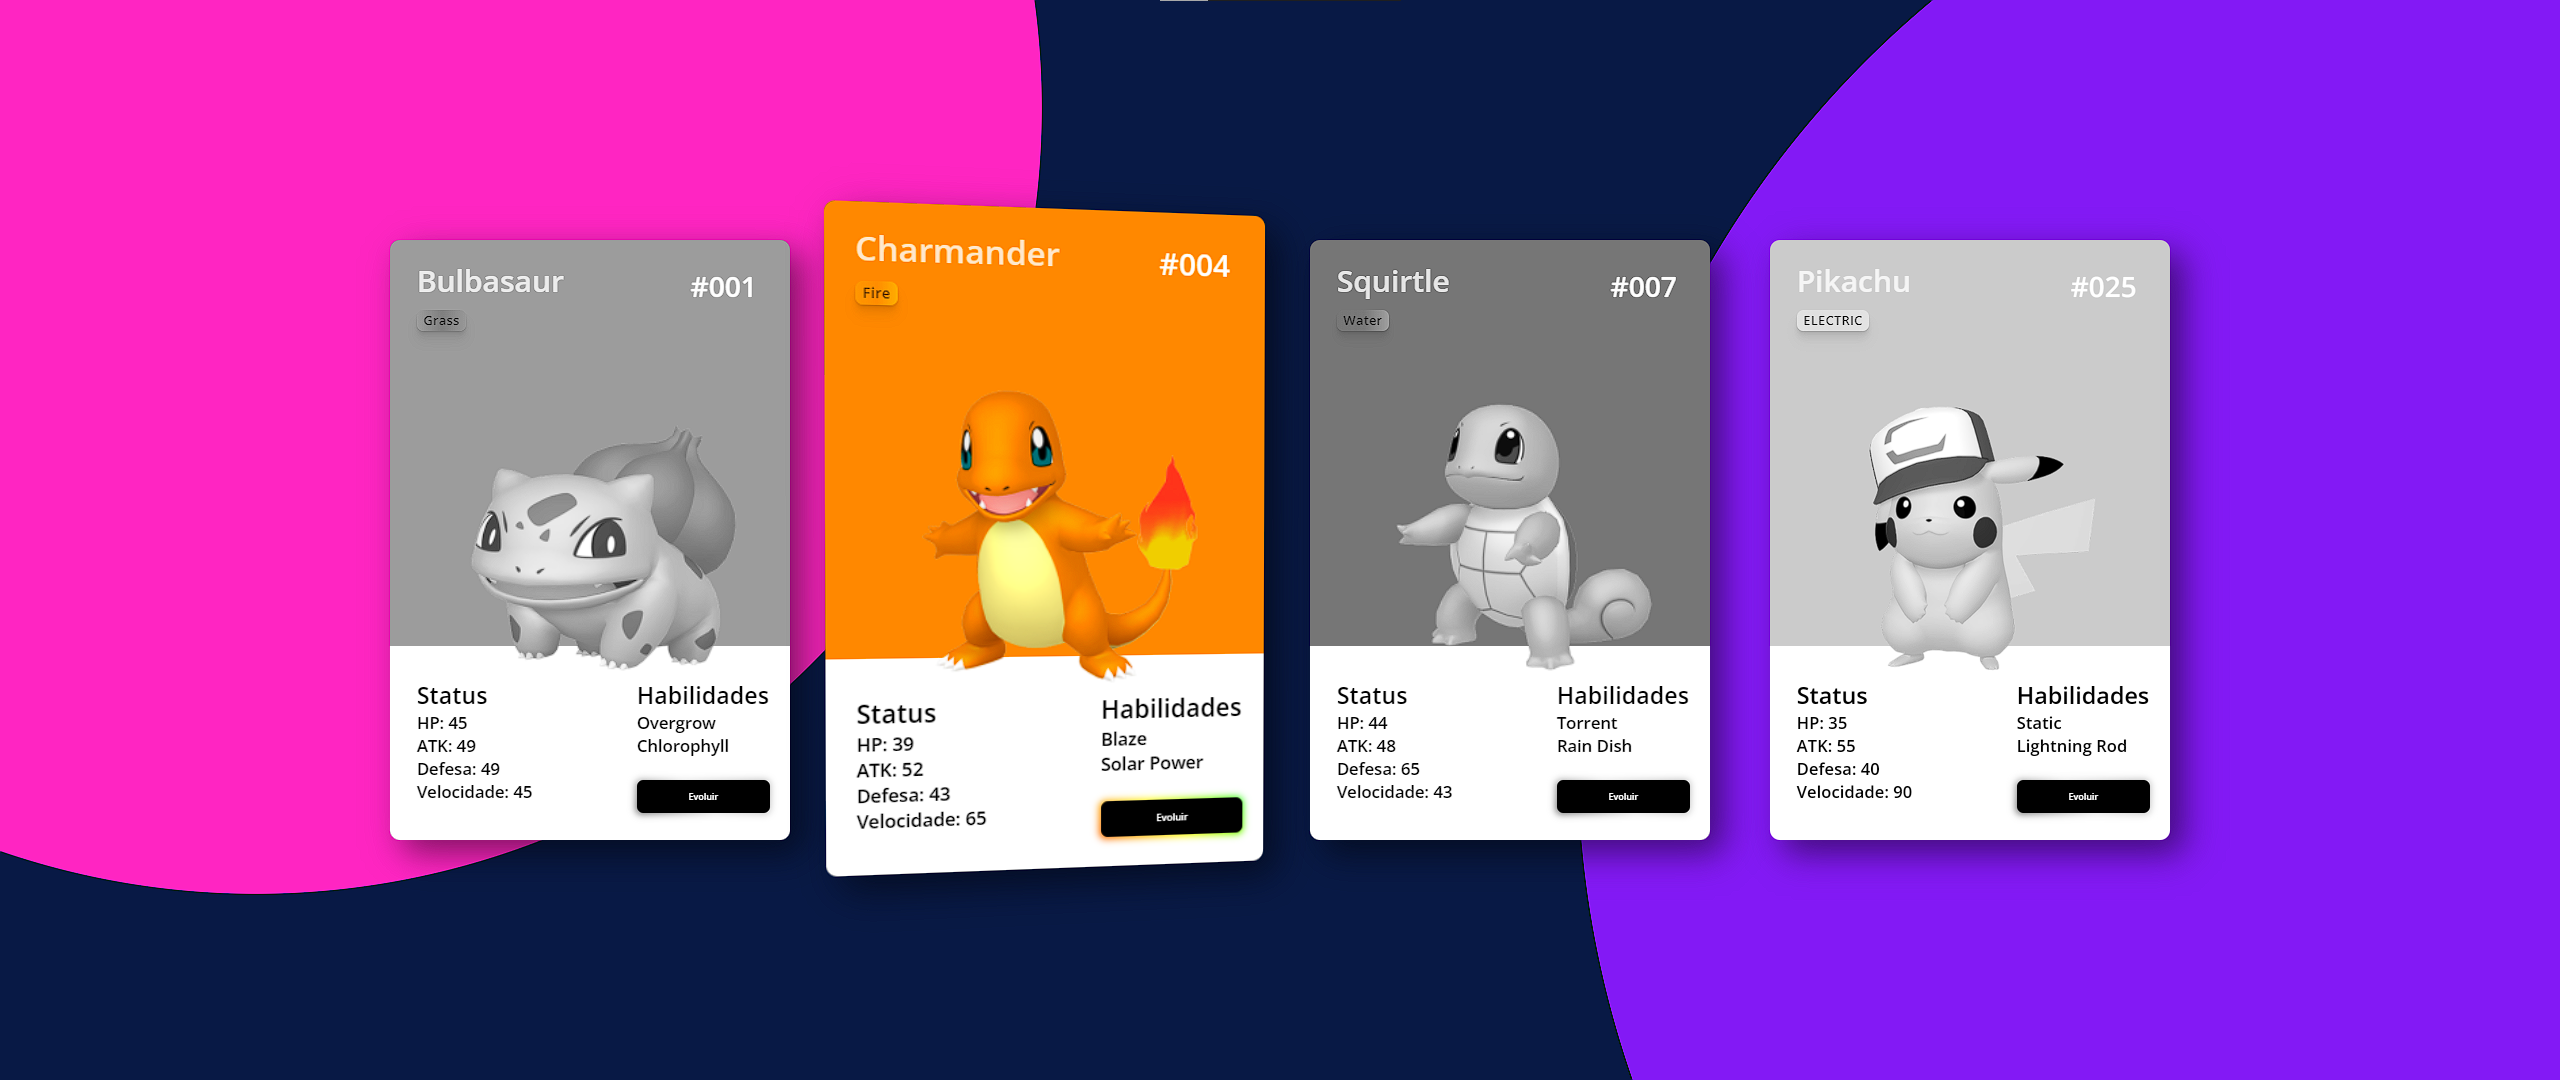 Bulbasaur
#001
Grass
Status
HP: 45
ATK: 49
Defesa: 49
Velocidade: 45
Habilidades
Overgrow
Chlorophyll
Evoluir
Charmander
#004
Fire
Status
HP: 39
ATK: 52
Defesa: 43
Velocidade: 65
Habilidades
Blaze
Solar Power
Evoluir
Squirtle
#007
Water
Status
HP: 44
ATK: 48
Defesa: 65
Velocidade: 43
Habilidades
Torrent
Rain Dish
Evoluir
Pikachu
#025
ELECTRIC
Status
HP: 35
ATK: 55
Defesa: 40
Velocidade: 90
Habilidades
Static
Lightning Rod
Evoluir